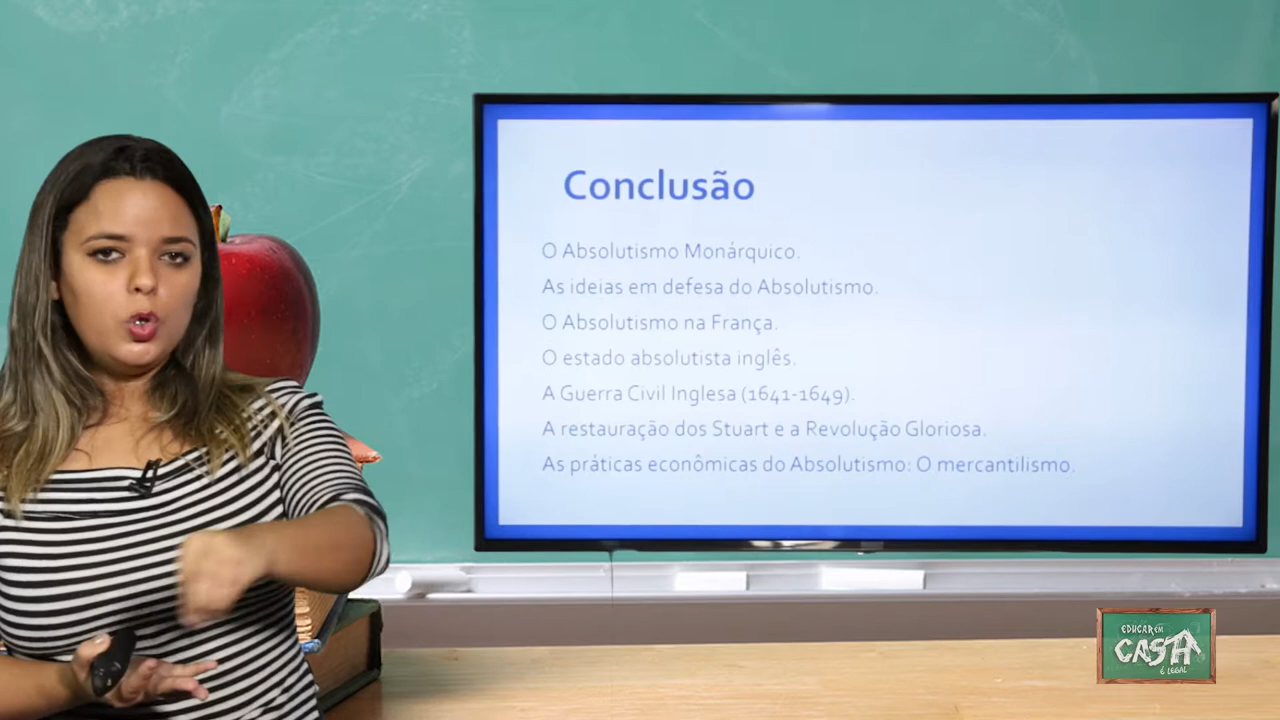 Conclusão
O Absolutismo Monárquico.
As ideias em defesa do Absolutismo.
O Absolutismo na França.
O estado absolutista inglês.
A Guerra Civil Inglesa (1641-1649).
A restauração dos Stuart e a Revolução Gloriosa.
As práticas econômicas do Absolutismo: O mercantilismo.
EDUCAR EM
CASA
É LEGAL